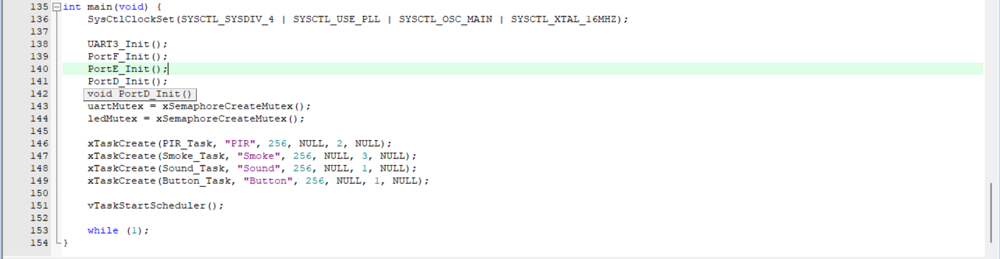 135 int main(void) {
136 SysCtlClockSet(SYSCTL_SYSDIV_4 | SYSCTL_USE_PLL | SYSCTL_OSC_MAIN | SYSCTL_XTAL_16MHZ);
137
138 UART3_Init();
139 PortF_Init();
140 PortE_Init();
141 PortD_Init();
142 void PortD_Init()
143 uartMutex = xSemaphoreCreateMutex();
144 ledMutex = xSemaphoreCreateMutex();
145
146 xTaskCreate(PIR_Task, "PIR", 256, NULL, 2, NULL);
147 xTaskCreate(Smoke_Task, "Smoke", 256, NULL, 3, NULL);
148 xTaskCreate(Sound_Task, "Sound", 256, NULL, 1, NULL);
149 xTaskCreate(Button_Task, "Button", 256, NULL, 1, NULL);
150
151 vTaskStartScheduler();
152
153 while (1);
154 }